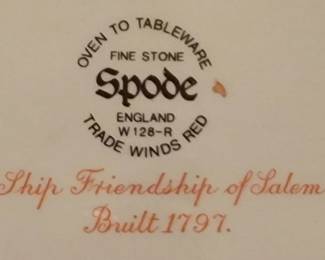 OVEN TO TABLEWARE
FINE STONE
Spode
ENGLAND
W128-R
TRADE WINDS RED
Ship Friendship of Salem
Built 1797.